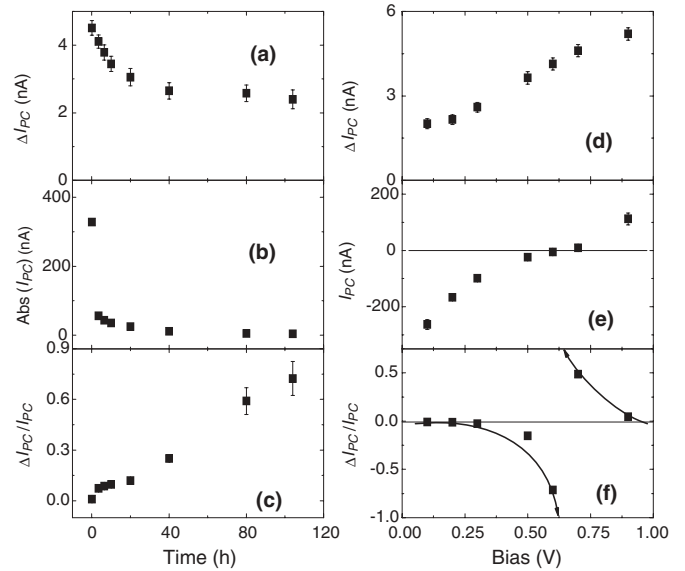 4
2
0
ΔI_PC (nA)
(a)
400
200
0
Abs (I_PC) (nA)
(b)
0.9
0.6
0.3
0.0
ΔI_PC/I_PC
(c)
0 40 80 120
Time (h)
6
3
0
ΔI_PC (nA)
(d)
200
0
-200
I_PC (nA)
(e)
0.5
0.0
-0.5
-1.0
ΔI_PC/I_PC
(f)
0.00 0.25 0.50 0.75 1.00
Bias (V)